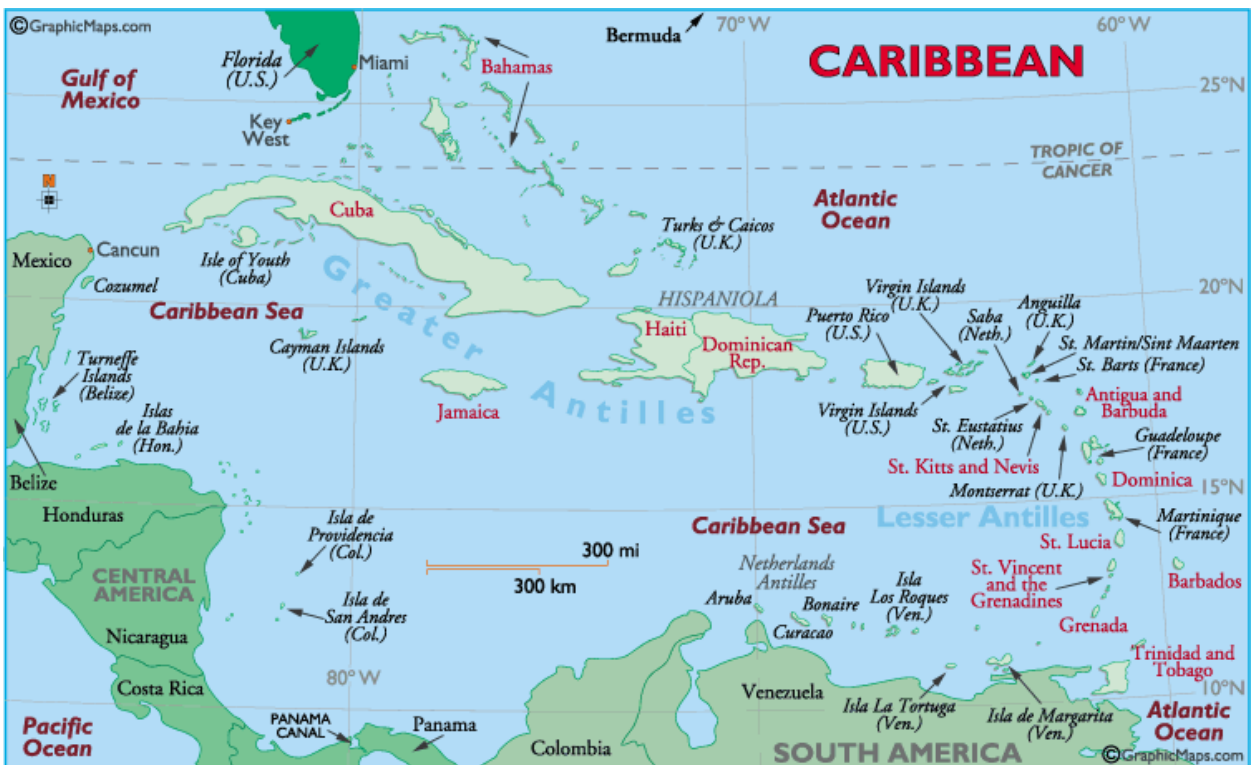 ©GraphicMaps.com
Bermuda
70°W
60°W
Florida
(U.S.)
Miami
Bahamas
CARIBBEAN
Gulf of
Mexico
25°N
Key
West
TROPIC OF
CANCER
N
Cuba
Atlantic
Ocean
Turks & Caicos
(U.K.)
Mexico
Cancun
Isle of Youth
(Cuba)
Cozumel
Greater
20°N
Caribbean Sea
HISPANIOLA
Virgin Islands
(U.K.)
Anguilla
(U.K.)
Saba
(Neth.)
Puerto Rico
(U.S.)
Haiti
Dominican
Rep.
St. Martin/Sint Maarten
St. Barts (France)
Cayman Islands
(U.K.)
Turneffe
Islands
(Belize)
Jamaica
Antilles
Antigua and
Barbuda
Virgin Islands
(U.S.)
St. Eustatius
(Neth.)
Islas
de la Bahia
(Hon.)
Guadeloupe
(France)
St. Kitts and Nevis
Montserrat (U.K.)
Dominica
Belize
15°N
Honduras
Isla de
Providencia
(Col.)
Caribbean Sea
Lesser Antilles
Martinique
(France)
St. Lucia
300 mi
300 km
Netherlands
Antilles
Isla
Los Roques
(Ven.)
St. Vincent
and the
Grenadines
Barbados
CENTRAL
AMERICA
Isla de
San Andres
(Col.)
Aruba
Bonaire
Curacao
Grenada
Nicaragua
Trinidad and
Tobago
Costa Rica
80°W
Venezuela
Isla La Tortuga
(Ven.)
Isla de Margarita
(Ven.)
10°N
Pacific
Ocean
PANAMA
CANAL
Panama
Colombia
SOUTH AMERICA
Atlantic
Ocean
©GraphicMaps.com